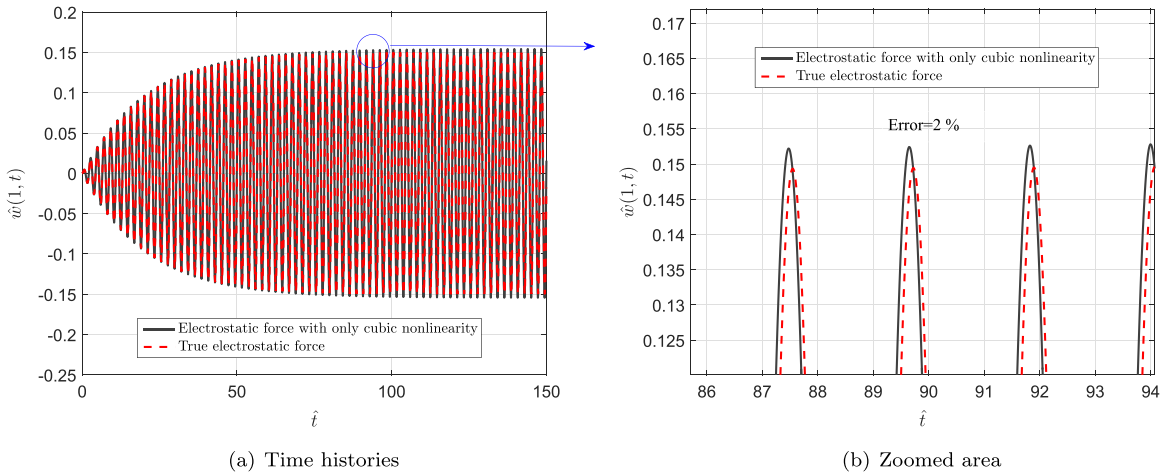 0.25
0.2
0.15
0.1
0.05
0
-0.05
-0.1
-0.15
-0.2
-0.25
ŵ(1, t)
Electrostatic force with only cubic nonlinearity
True electrostatic force
0 50 100 150
t̂
(a) Time histories
0.17
0.165
0.16
0.155
0.15
0.145
0.14
0.135
0.13
0.125
ŵ(1, t)
Electrostatic force with only cubic nonlinearity
True electrostatic force
Error=2 %
86 87 88 89 90 91 92 93 94
t̂
(b) Zoomed area